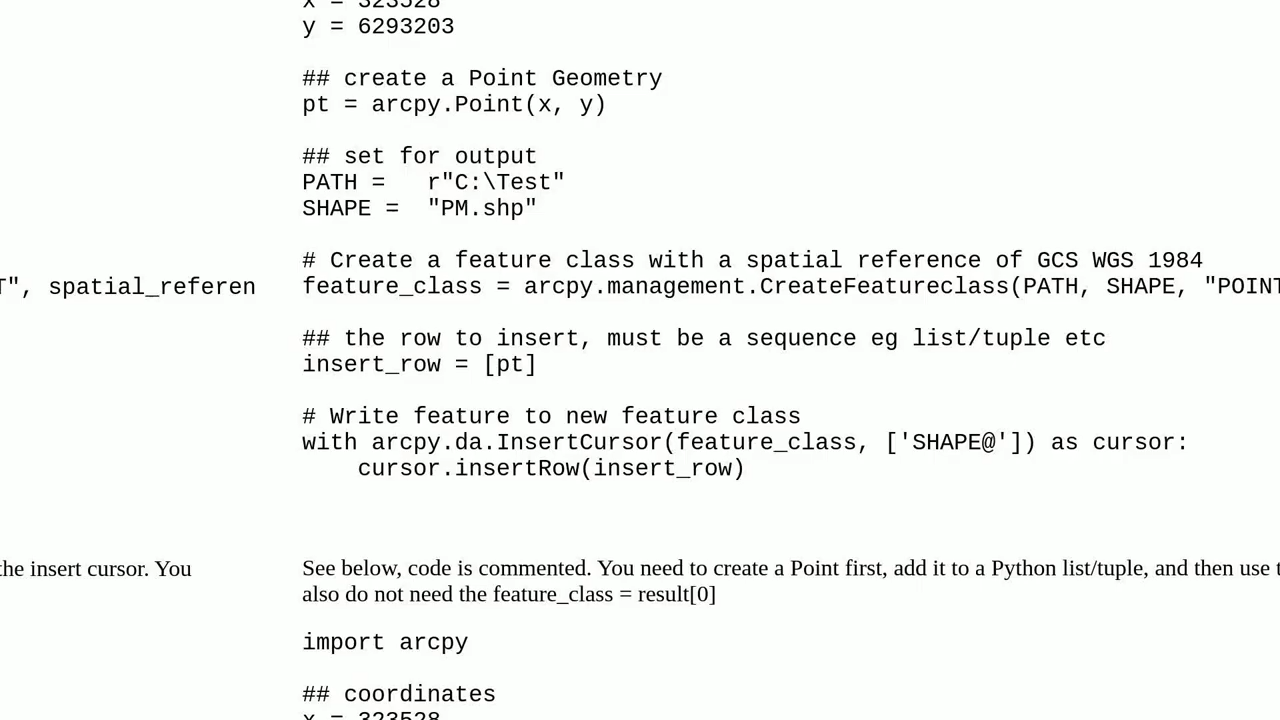 x = 323528
y = 6293203
## create a Point Geometry
pt = arcpy.Point(x, y)
## set for output
PATH =   r"C:\Test"
SHAPE =  "PM.shp"
# Create a feature class with a spatial reference of GCS WGS 1984
T", spatial_referen
feature_class = arcpy.management.CreateFeatureclass(PATH, SHAPE, "POINT
## the row to insert, must be a sequence eg list/tuple etc
insert_row = [pt]
# Write feature to new feature class
with arcpy.da.InsertCursor(feature_class, ['SHAPE@']) as cursor:
    cursor.insertRow(insert_row)
the insert cursor. You
See below, code is commented. You need to create a Point first, add it to a Python list/tuple, and then use t
also do not need the feature_class = result[0]
import arcpy
## coordinates
x = 323528